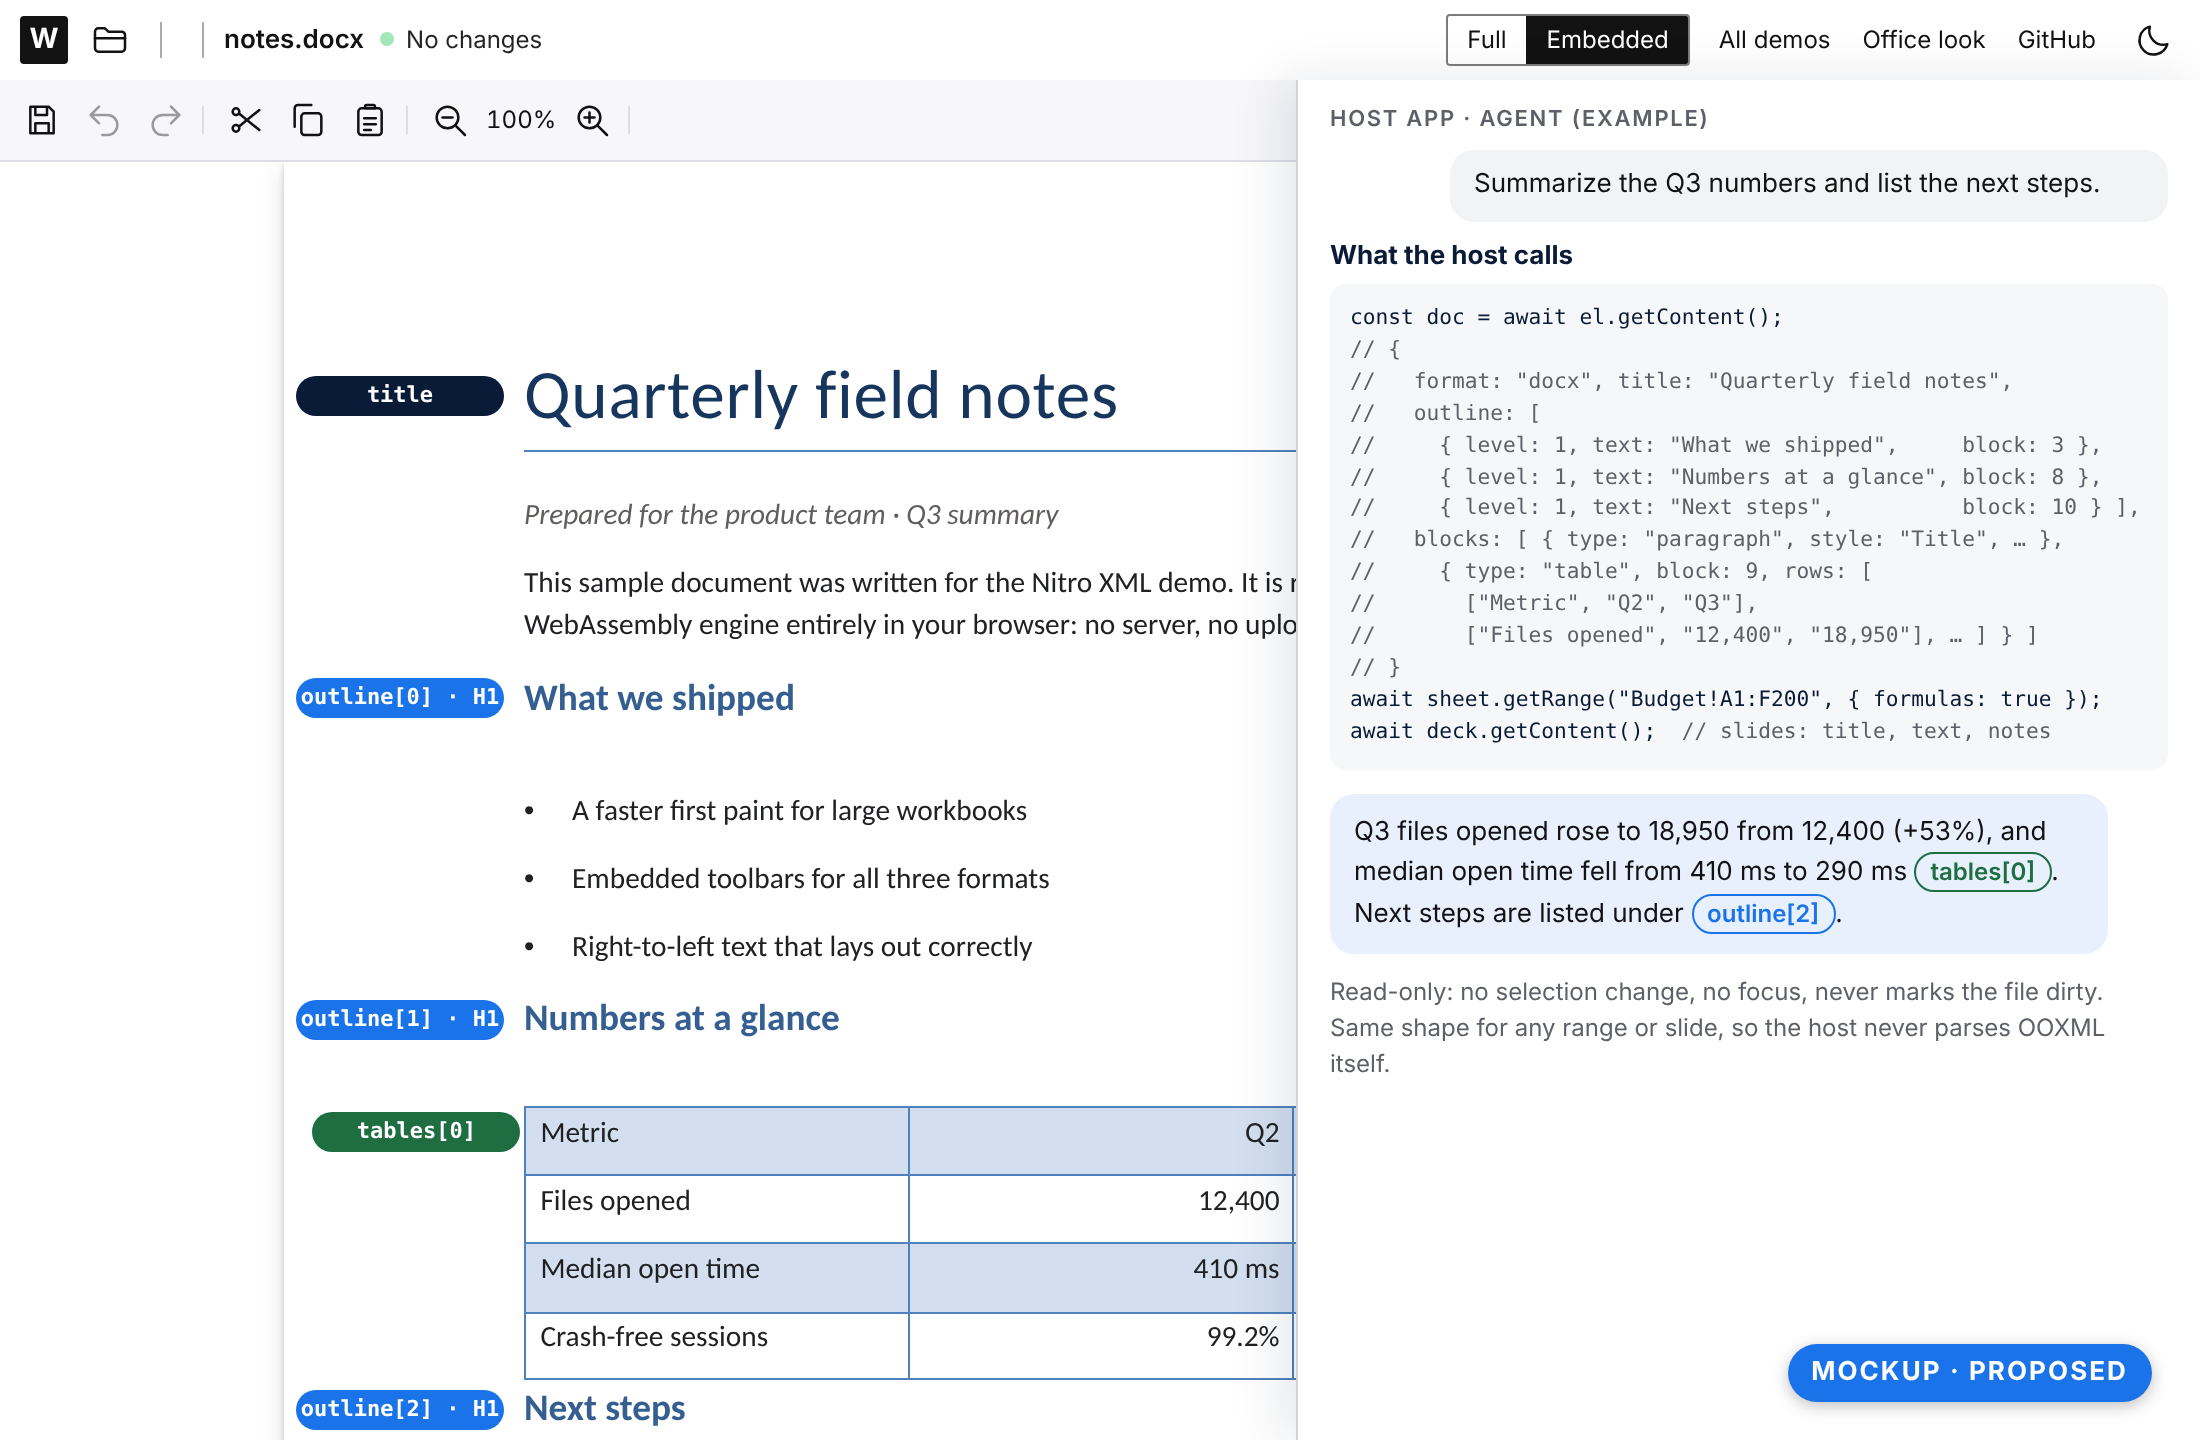 W
notes.docx
No changes
Full
Embedded
All demos
Office look
GitHub
100%
title
Quarterly field notes
Prepared for the product team · Q3 summary
This sample document was written for the Nitro XML demo. It is
WebAssembly engine entirely in your browser: no server, no uplo
outline[0] · H1
What we shipped
• A faster first paint for large workbooks
• Embedded toolbars for all three formats
• Right-to-left text that lays out correctly
outline[1] · H1
Numbers at a glance
tables[0]
Metric Q2
Files opened 12,400
Median open time 410 ms
Crash-free sessions 99.2%
outline[2] · H1
Next steps
HOST APP · AGENT (EXAMPLE)
Summarize the Q3 numbers and list the next steps.
What the host calls
const doc = await el.getContent();
// {
//   format: "docx", title: "Quarterly field notes",
//   outline: [
//     { level: 1, text: "What we shipped",     block: 3 },
//     { level: 1, text: "Numbers at a glance", block: 8 },
//     { level: 1, text: "Next steps",          block: 10 } ],
//   blocks: [ { type: "paragraph", style: "Title", … },
//     { type: "table", block: 9, rows: [
//       ["Metric", "Q2", "Q3"],
//       ["Files opened", "12,400", "18,950"], … ] } ]
// }
await sheet.getRange("Budget!A1:F200", { formulas: true });
await deck.getContent();  // slides: title, text, notes
Q3 files opened rose to 18,950 from 12,400 (+53%), and
median open time fell from 410 ms to 290 ms tables[0].
Next steps are listed under outline[2].
Read-only: no selection change, no focus, never marks the file dirty.
Same shape for any range or slide, so the host never parses OOXML
itself.
MOCKUP · PROPOSED